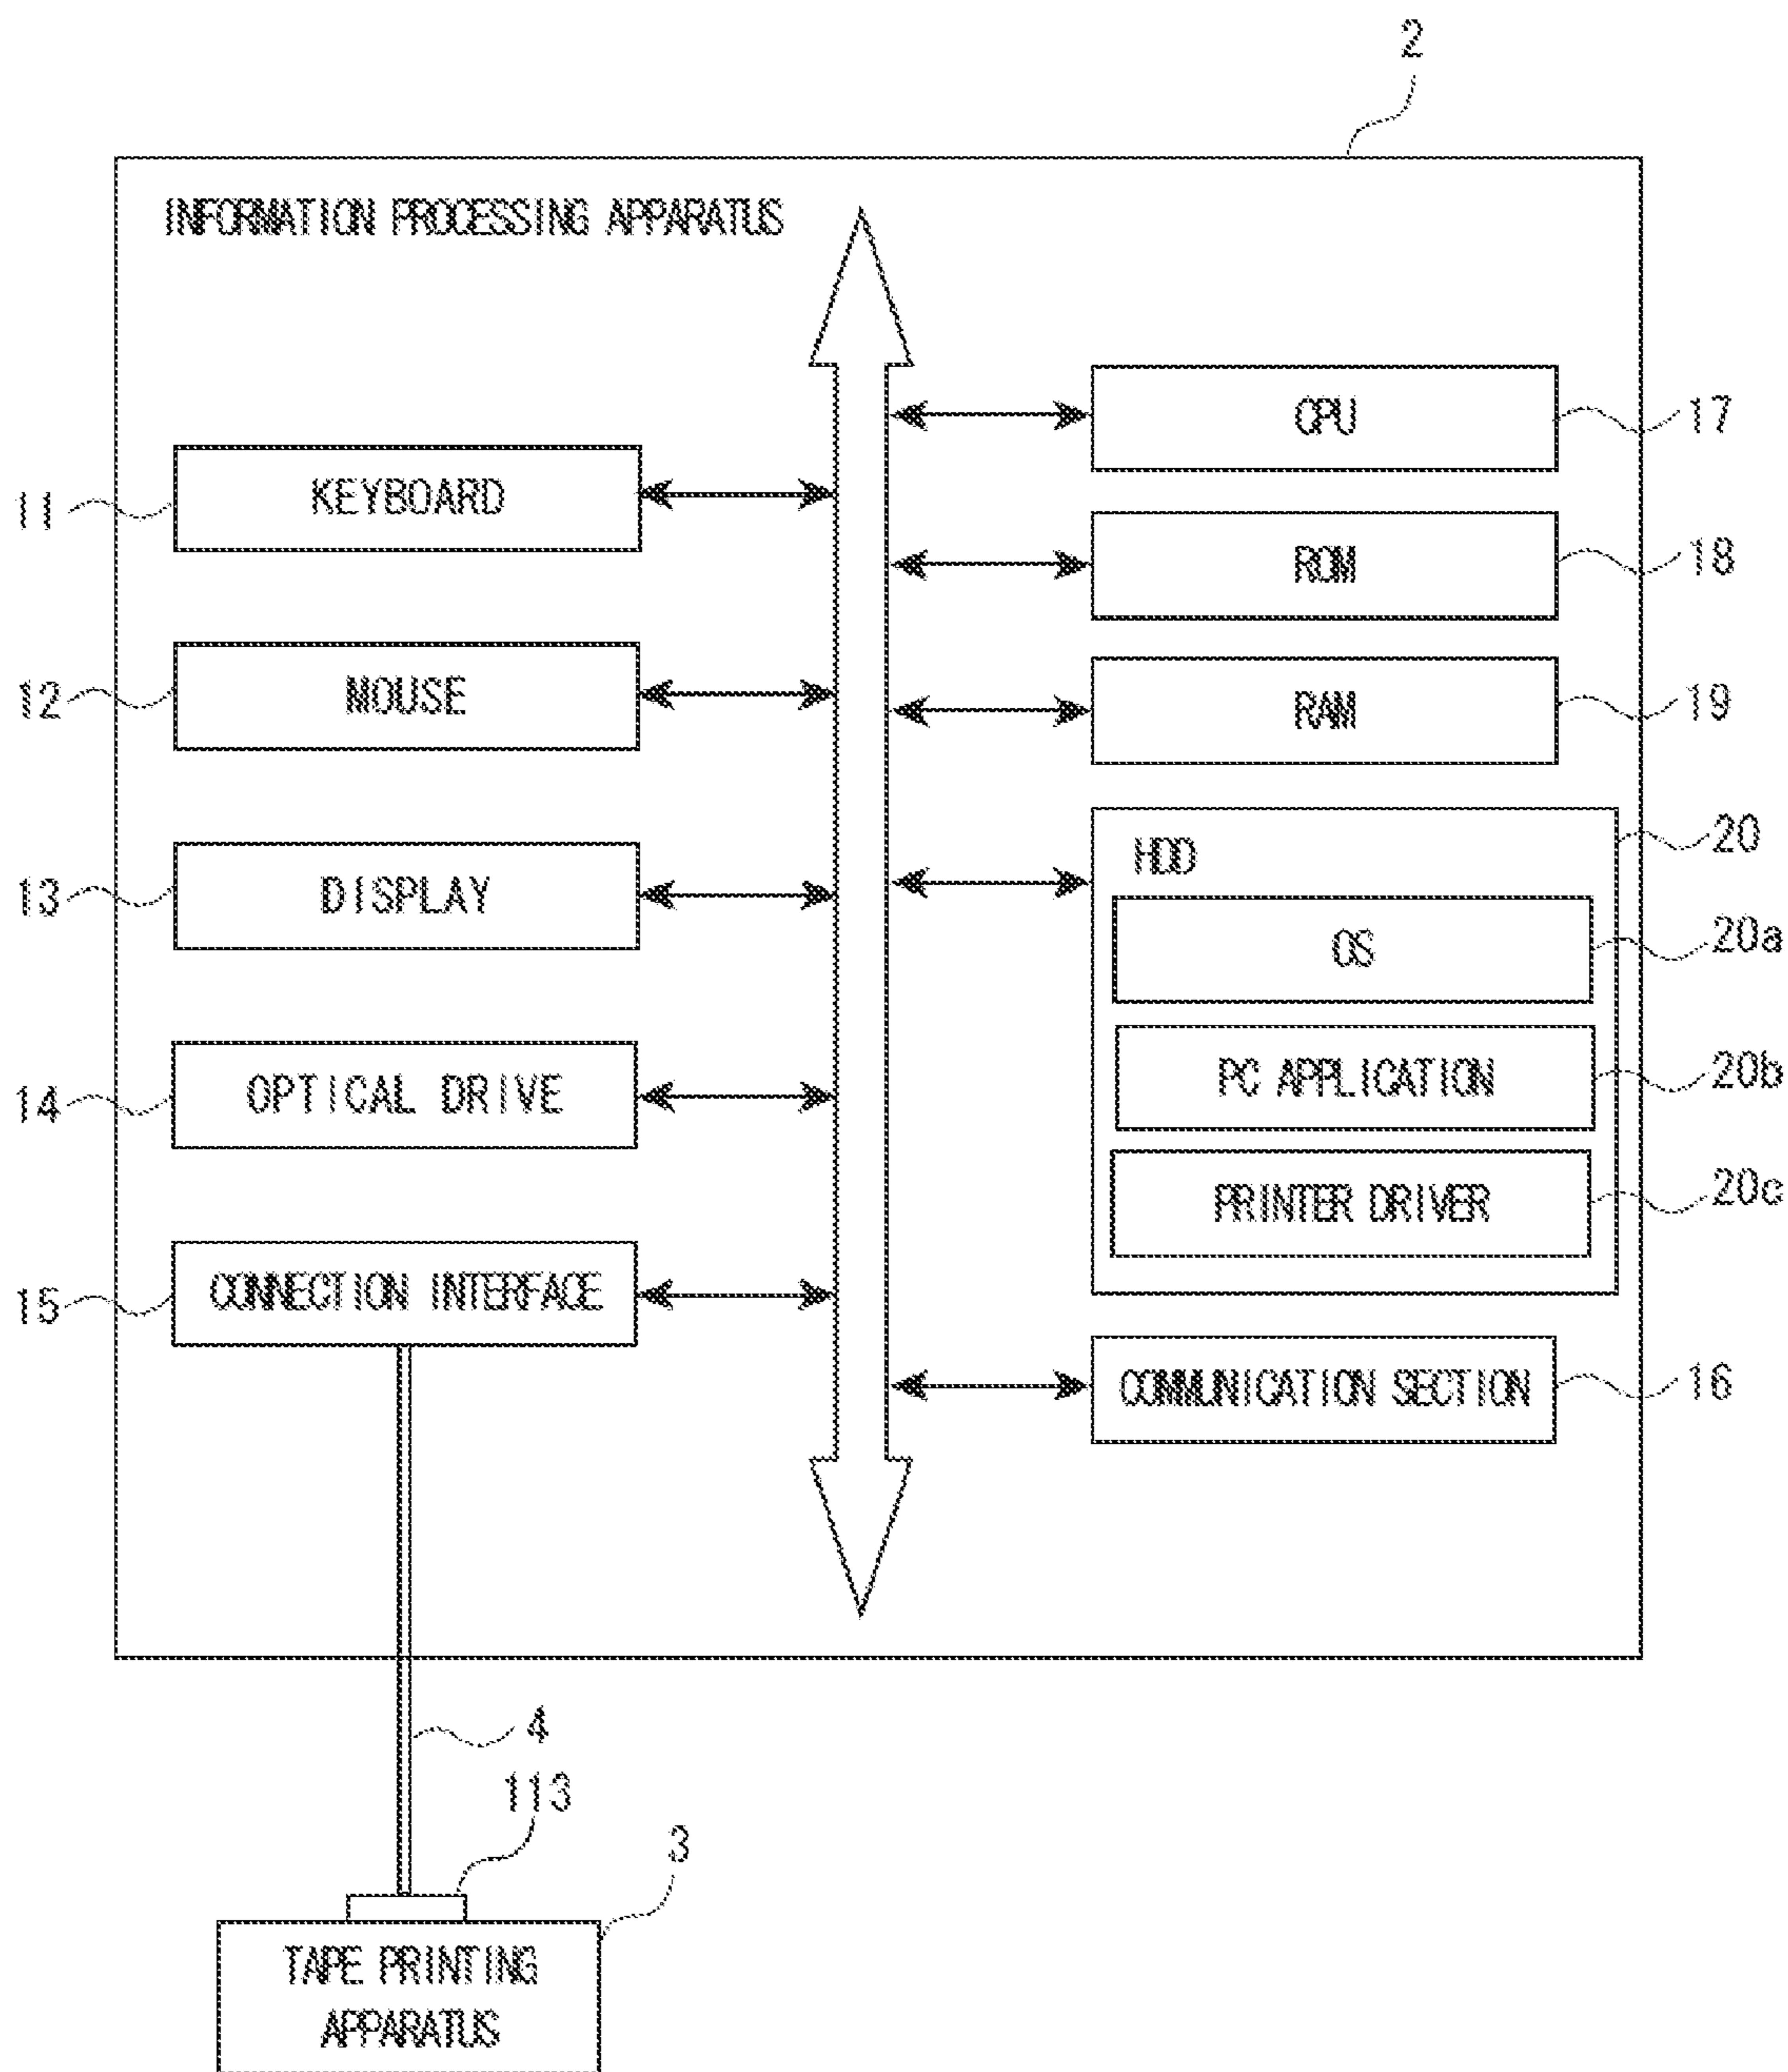 2
INFORMATION PROCESSING APPARATUS
CPU
17
11
KEYBOARD
ROM
18
12
MOUSE
RAM
19
HDD
20
13
DISPLAY
OS
20a
14
OPTICAL DRIVE
PC APPLICATION
20b
PRINTER DRIVER
20c
15
CONNECTION INTERFACE
COMMUNICATION SECTION
16
4
113
3
TAPE PRINTING
APPARATUS